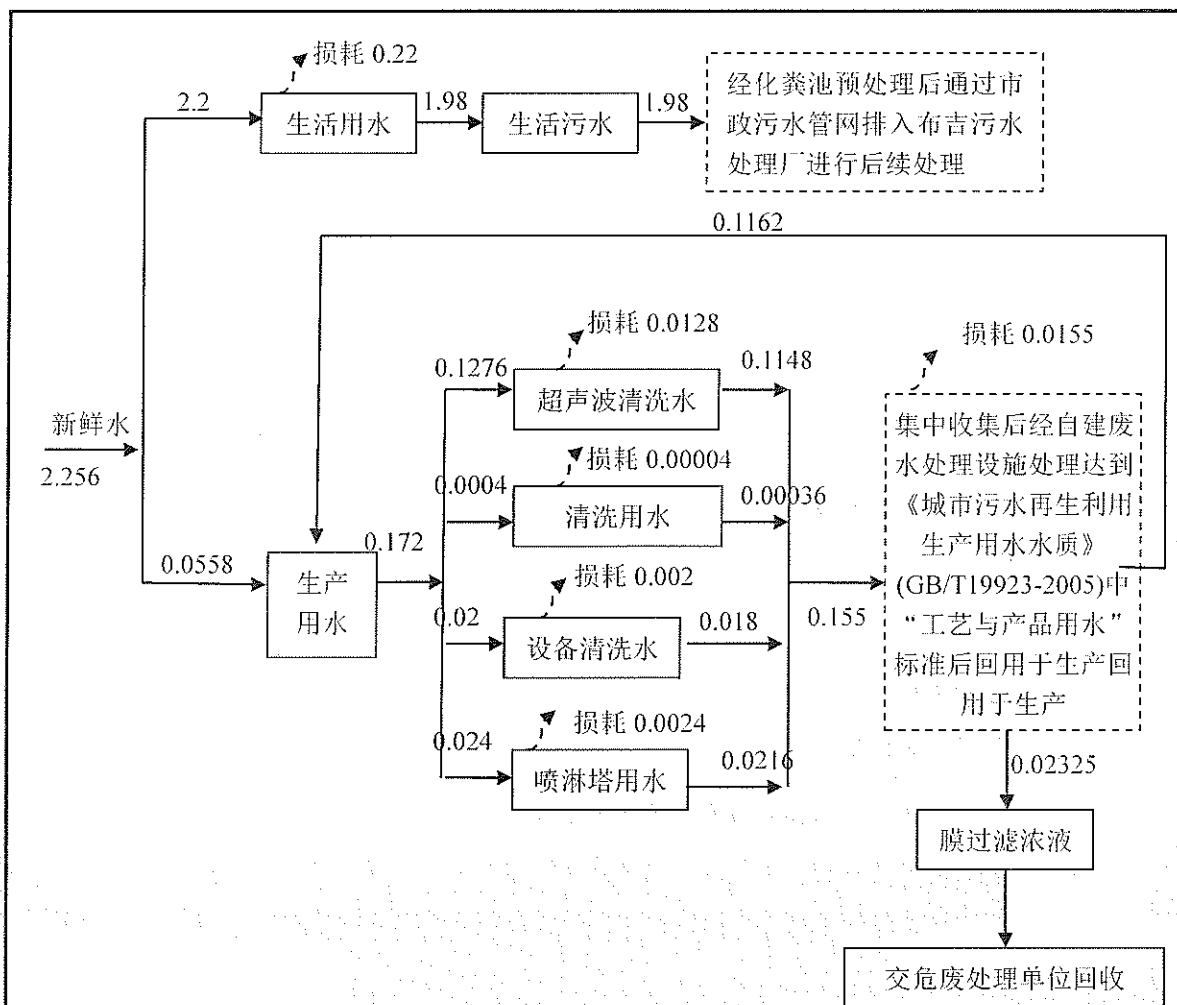 损耗 0.22
2.2
生活用水
1.98
生活污水
1.98
经化粪池预处理后通过市
政污水管网排入布吉污水
处理厂进行后续处理
0.1162
损耗 0.0128
0.1276
超声波清洗水
0.1148
损耗 0.0155
新鲜水
2.256
损耗 0.00004
0.0004
清洗用水
0.00036
集中收集后经自建废
水处理设施处理达到
《城市污水再生利用
生产用水水质》
(GB/T19923-2005)中
“工艺与产品用水”
标准后回用于生产回
用于生产
0.0558
生产
用水
0.172
损耗 0.002
0.02
设备清洗水
0.018
0.155
损耗 0.0024
0.024
喷淋塔用水
0.0216
0.02325
膜过滤浓液
交危废处理单位回收